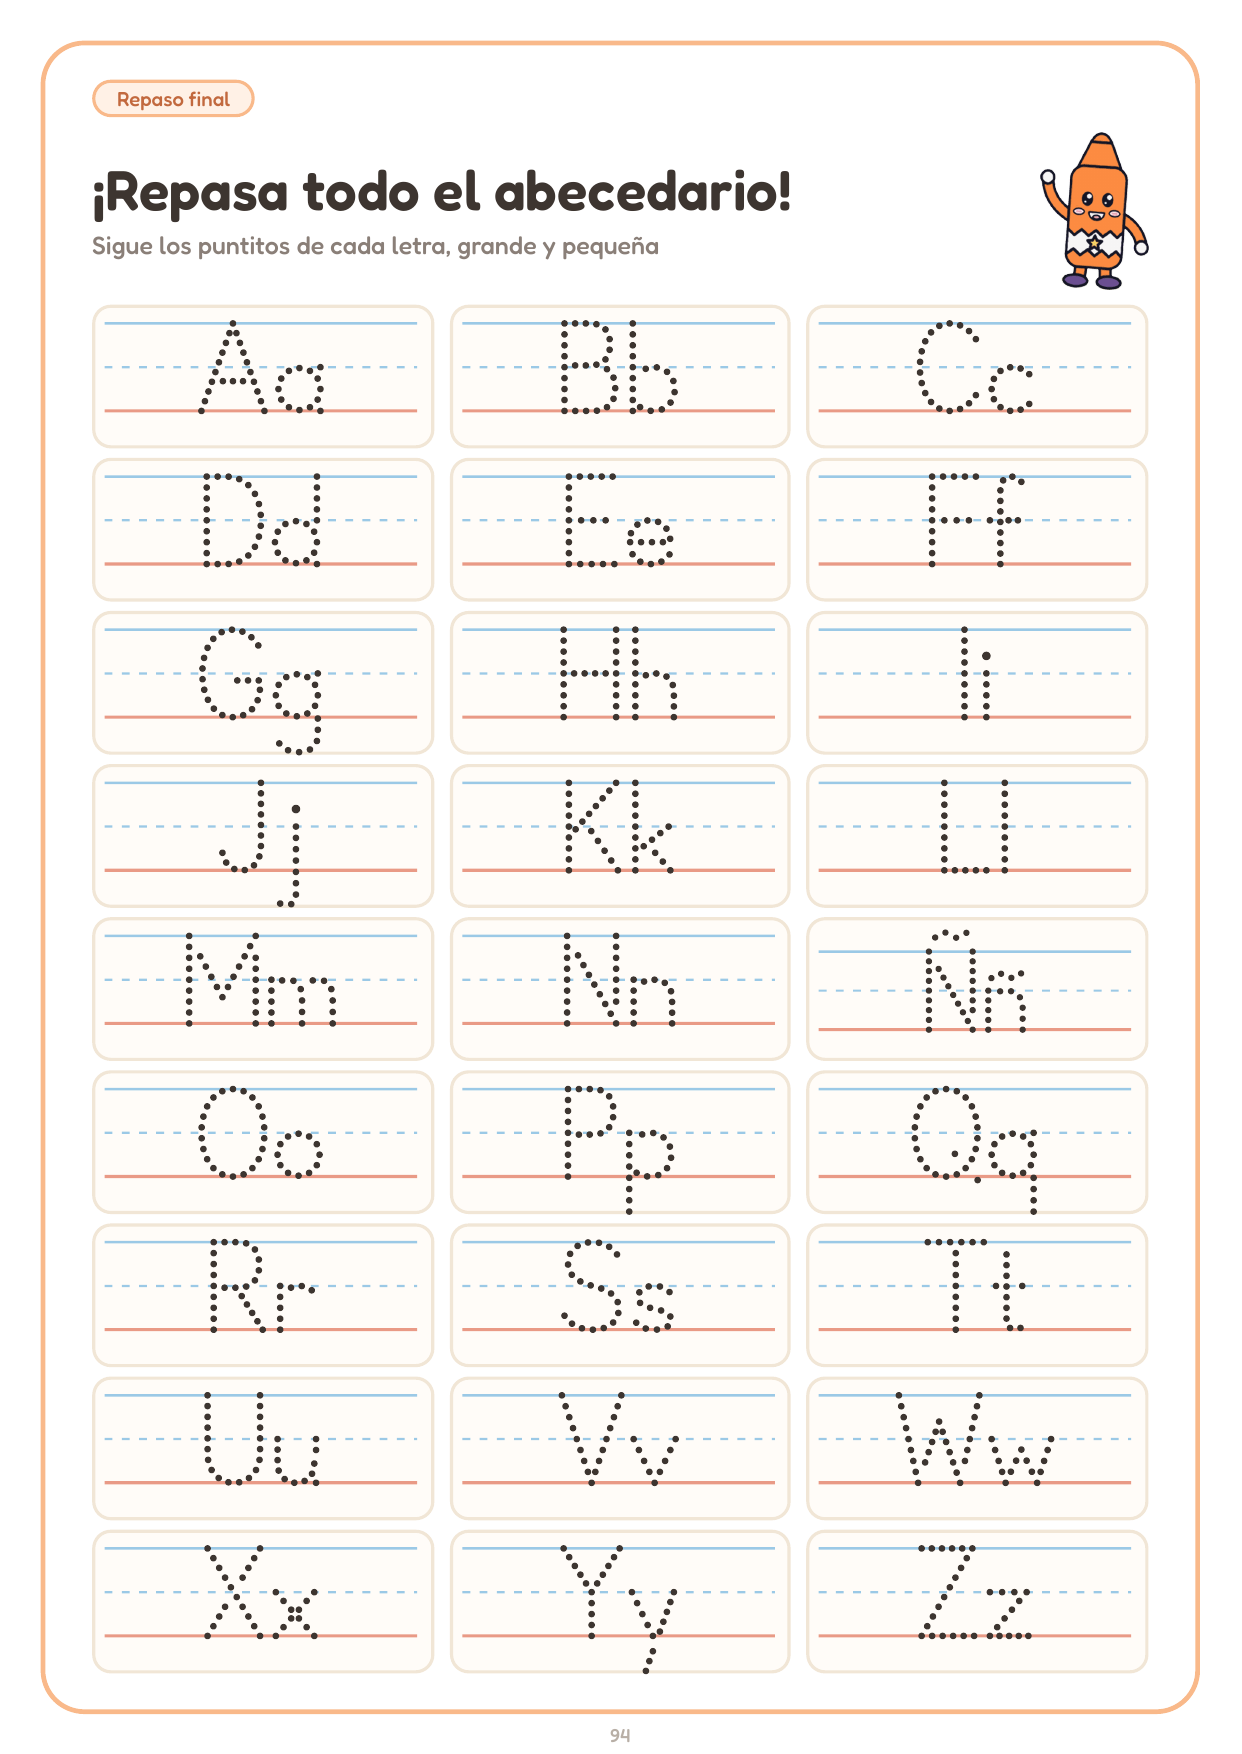 Repaso final
¡Repasa todo el abecedario!
Sigue los puntitos de cada letra, grande y pequeña
Aa Bb Cc
Dd Ee Ff
Gg Hh Ii
Jj Kk Ll
Mm Nn Ññ
Oo Pp Qq
Rr Ss Tt
Uu Vv Ww
Xx Yy Zz
94